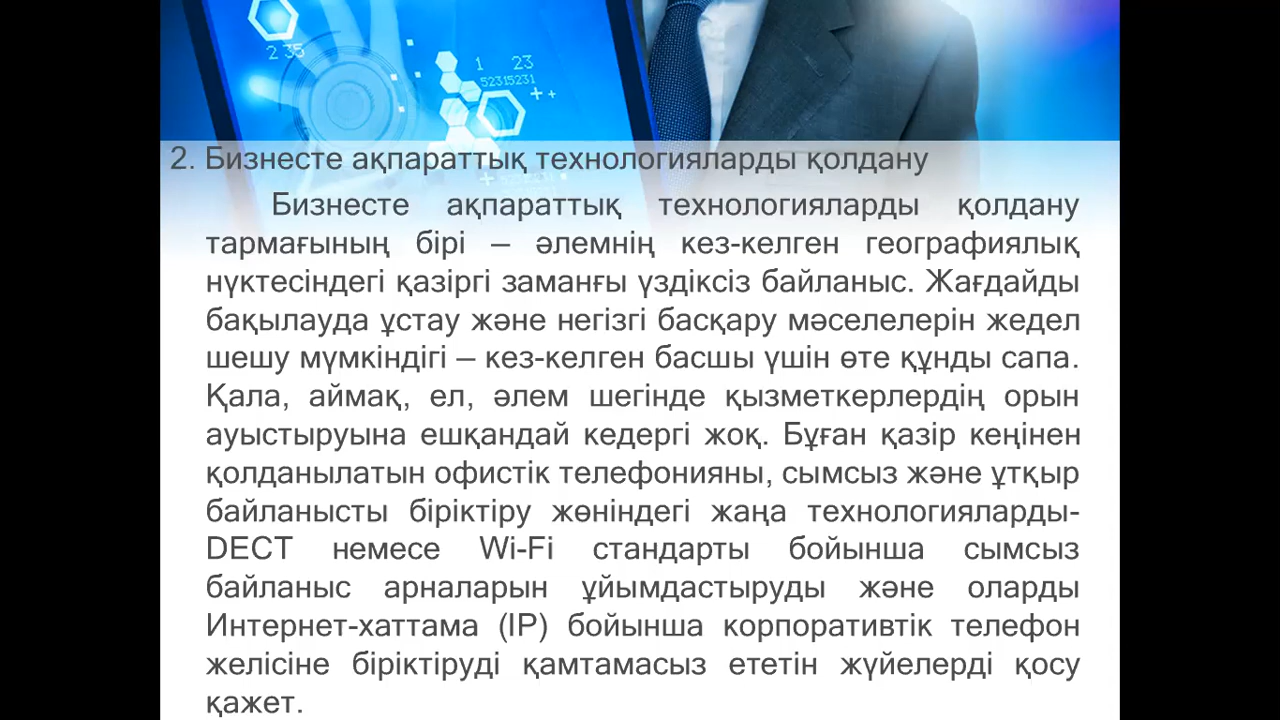 2 35
1 23
52315231
2. Бизнесте ақпараттық технологияларды қолдану
Бизнесте ақпараттық технологияларды қолдану
тармағының бірі – әлемнің кез-келген географиялық
нүктесіндегі қазіргі заманғы үздіксіз байланыс. Жағдайды
бақылауда ұстау және негізгі басқару мәселелерін жедел
шешу мүмкіндігі – кез-келген басшы үшін өте құнды сапа.
Қала, аймақ, ел, әлем шегінде қызметкерлердің орын
ауыстыруына ешқандай кедергі жоқ. Бұған қазір кеңінен
қолданылатын офистік телефонияны, сымсыз және ұтқыр
байланысты біріктіру жөніндегі жаңа технологияларды-
DECT немесе Wi-Fi стандарты бойынша сымсыз
байланыс арналарын ұйымдастыруды және оларды
Интернет-хаттама (IP) бойынша корпоративтік телефон
желісіне біріктіруді қамтамасыз ететін жүйелерді қосу
қажет.